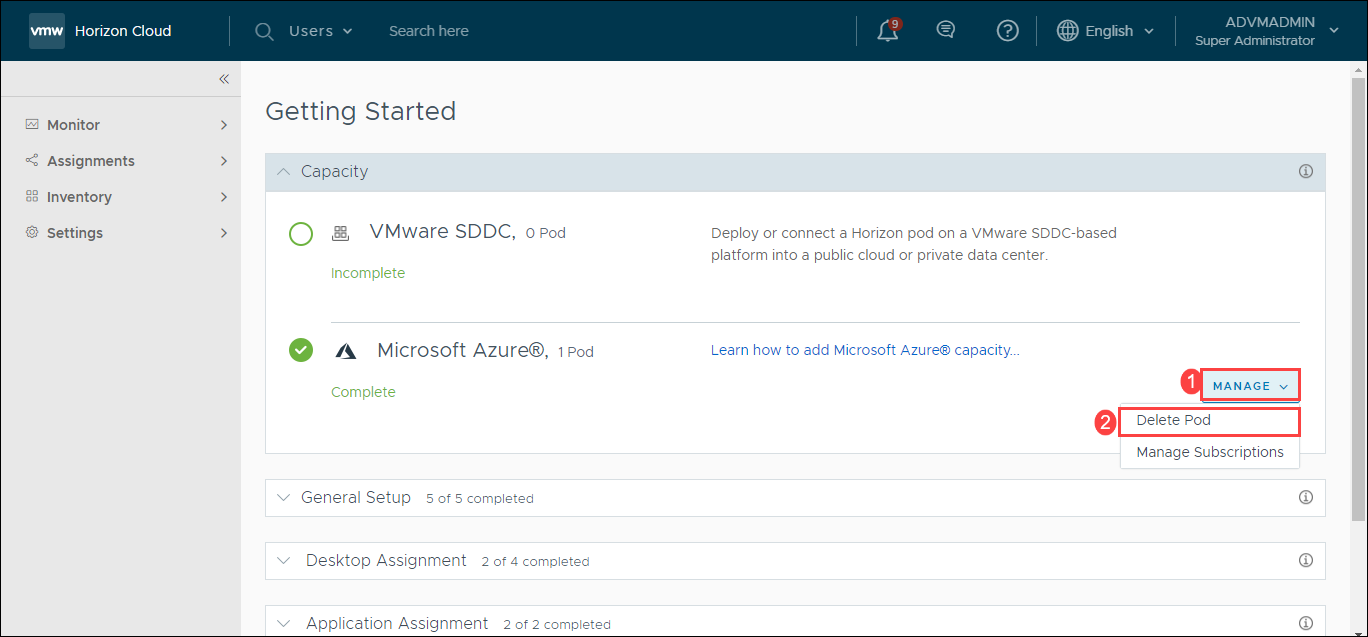 vmw Horizon Cloud Users Search here 9 English ADVMADMIN
Super Administrator
Monitor
Assignments
Inventory
Settings
Getting Started
Capacity
VMware SDDC, 0 Pod
Incomplete
Deploy or connect a Horizon pod on a VMware SDDC-based
platform into a public cloud or private data center.
Microsoft Azure®, 1 Pod
Complete
Learn how to add Microsoft Azure® capacity...
1 MANAGE
2 Delete Pod
Manage Subscriptions
General Setup 5 of 5 completed
Desktop Assignment 2 of 4 completed
Application Assignment 2 of 2 completed